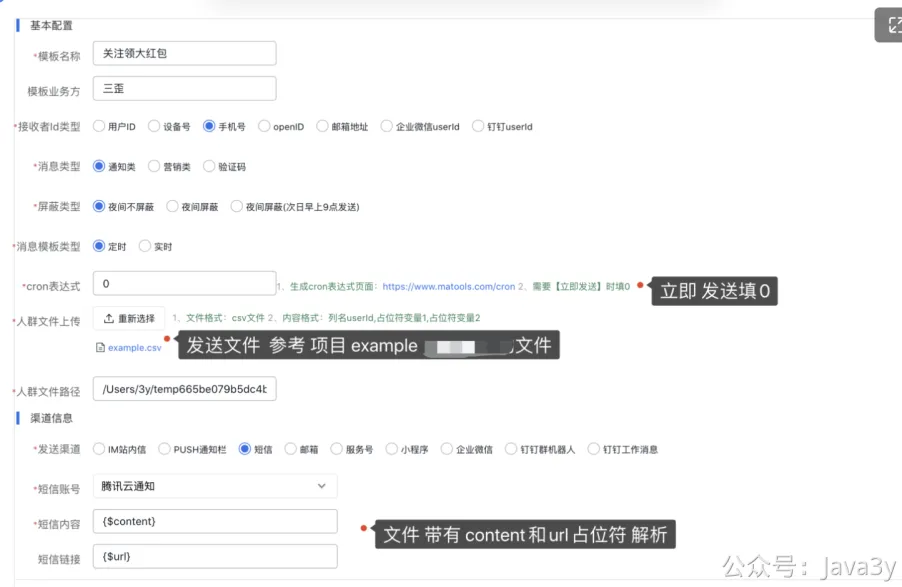 基本配置
*模板名称 关注领大红包
模板业务方 三歪
*接收者Id类型 用户ID 设备号 手机号 openID 邮箱地址 企业微信userId 钉钉userId
*消息类型 通知类 营销类 验证码
*屏蔽类型 夜间不屏蔽 夜间屏蔽 夜间屏蔽(次日早上9点发送)
*消息模板类型 定时 实时
*cron表达式 0 1、生成cron表达式页面：https://www.matools.com/cron 2、需要【立即发送】时填0 立即 发送填0
*人群文件上传 重新选择 1、文件格式：csv文件 2、内容格式：列名userId,占位符变量1,占位符变量2
example.csv 发送文件 参考 项目 example 文件
*人群文件路径 /Users/3y/temp665be079b5dc4b
渠道信息
*发送渠道 IM站内信 PUSH通知栏 短信 邮箱 服务号 小程序 企业微信 钉钉群机器人 钉钉工作消息
*短信账号 腾讯云通知
*短信内容 {$content}
文件 带有 content和url占位符 解析
短信链接 {$url}
公众号：Java3y